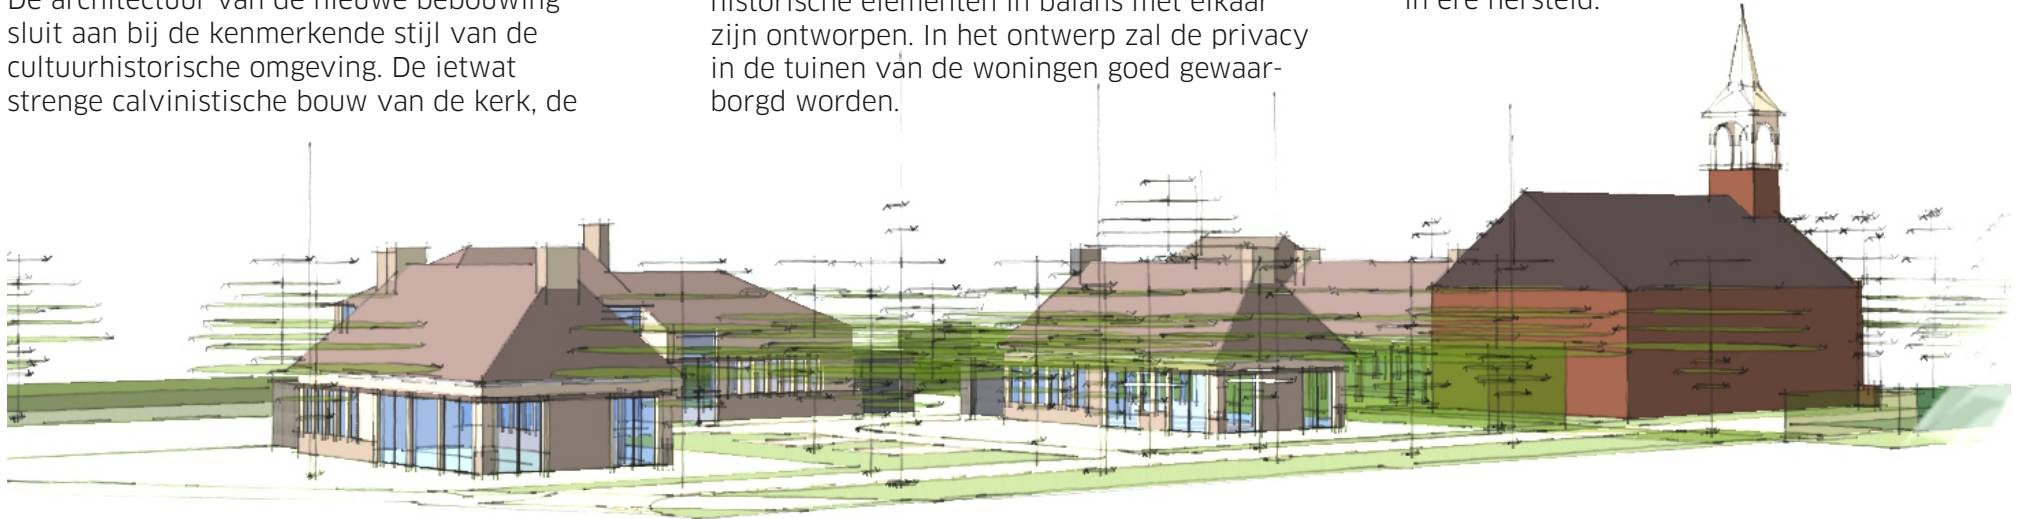 De architectuur van de nieuwe bebouwing
sluit aan bij de kenmerkende stijl van de
cultuurhistorische omgeving. De ietwat
strenge calvinistische bouw van de kerk, de
historische elementen in balans met elkaar
zijn ontworpen. In het ontwerp zal de privacy
in de tuinen van de woningen goed gewaar-
borgd worden.
in ere hersteld.